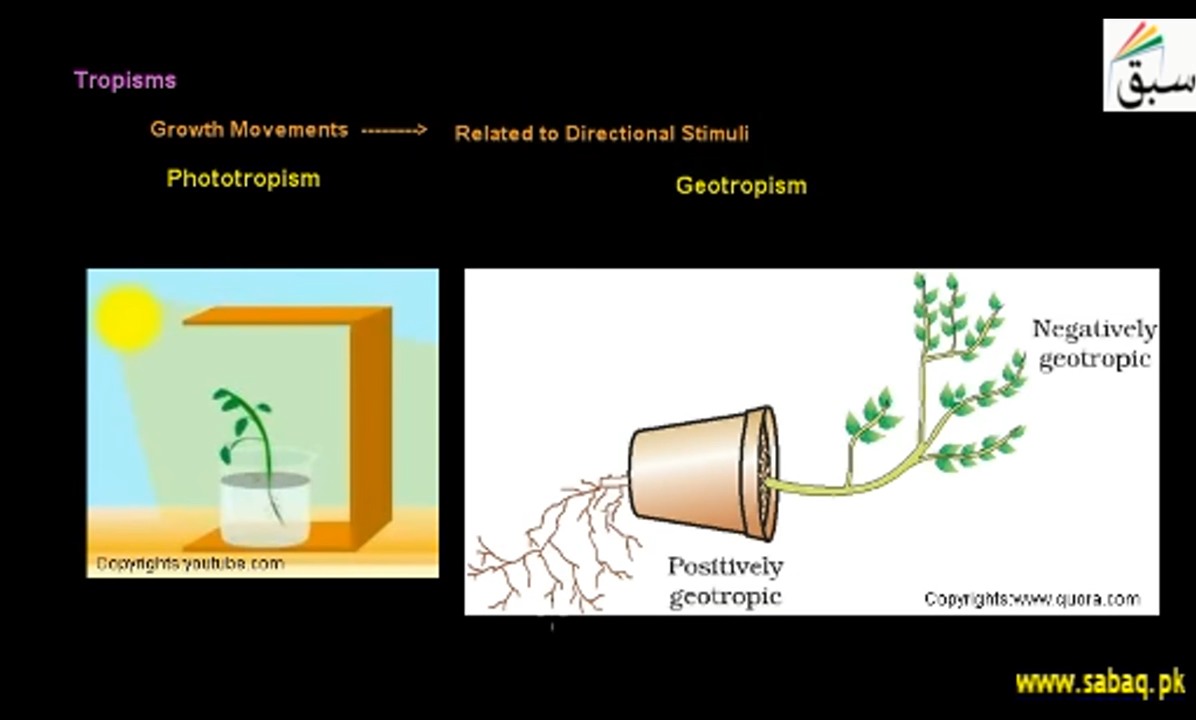 سبق
Tropisms
Growth Movements --------> Related to Directional Stimuli
Phototropism
Geotropism
Negatively
geotropic
Positively
geotropic
Copyrights:youtube.com
Copyrights:www.quora.com
www.sabaq.pk